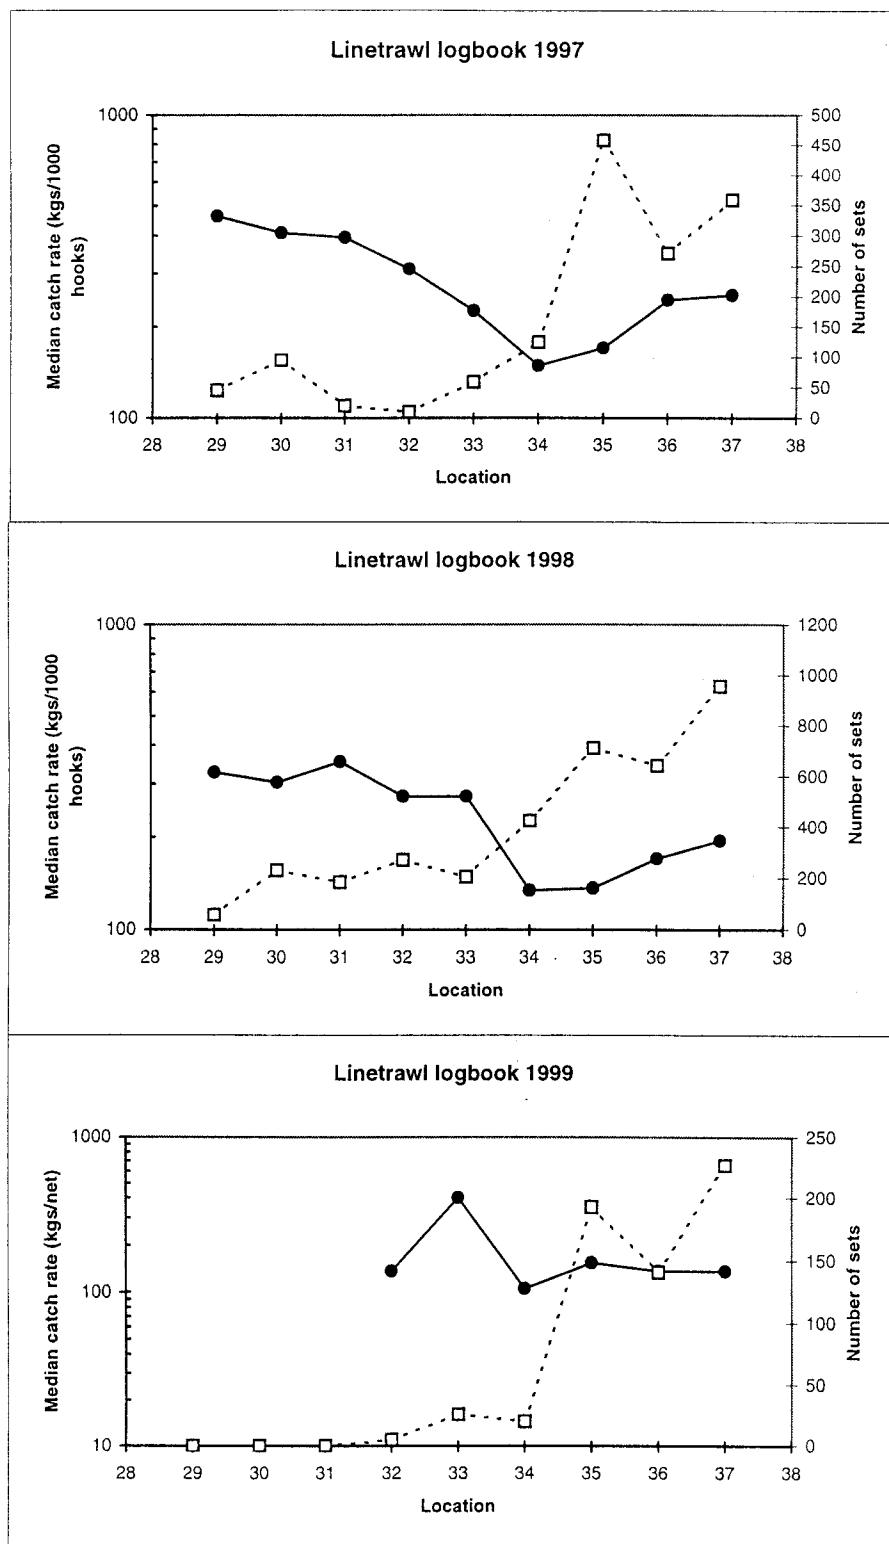 Linetrawl logbook 1997
Median catch rate (kgs/1000
hooks)
1000
100
500
450
400
350
300
250
200
150
100
50
0
Number of sets
28 29 30 31 32 33 34 35 36 37 38
Location
Linetrawl logbook 1998
Median catch rate (kgs/1000
hooks)
1000
100
1200
1000
800
600
400
200
0
Number of sets
28 29 30 31 32 33 34 35 36 37 38
Location
Linetrawl logbook 1999
Median catch rate (kgs/net)
1000
100
10
250
200
150
100
50
0
Number of sets
28 29 30 31 32 33 34 35 36 37 38
Location